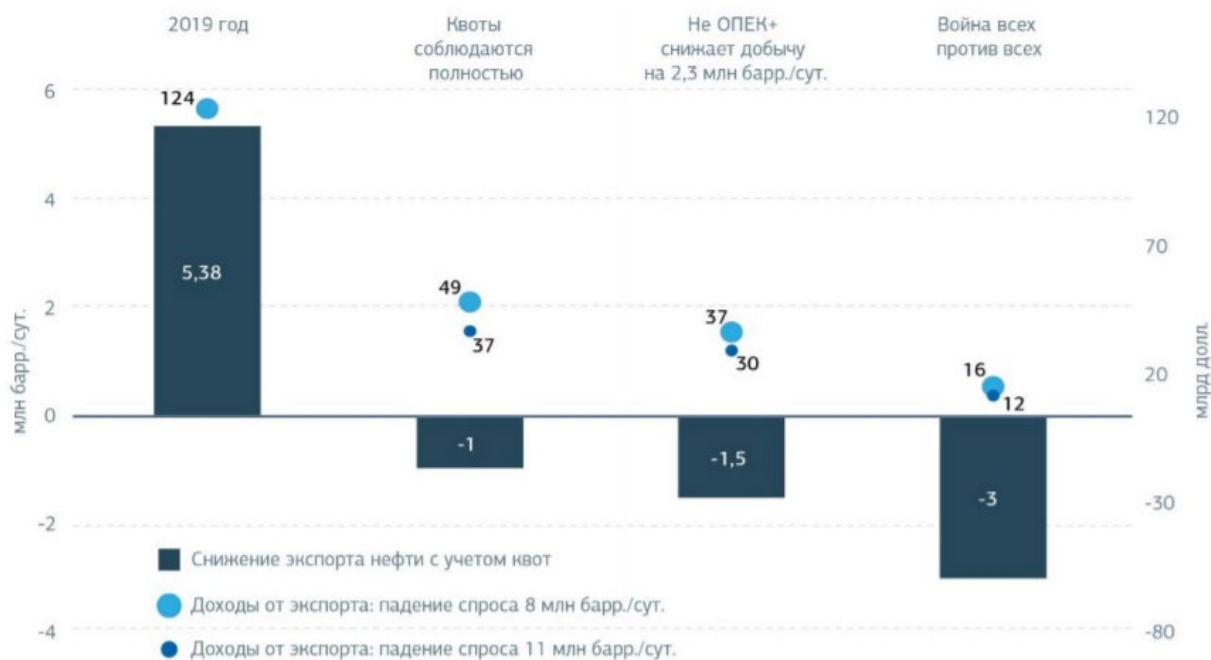 2019 год
Квоты
соблюдаются
полностью
Не ОПЕК+
снижает добычу
на 2,3 млн барр./сут.
Война всех
против всех
6
4
2
0
-2
-4
млн барр./сут.
124
5,38
49
37
-1
37
30
-1,5
16
12
-3
120
70
20
-30
-80
млрд долл.
Снижение экспорта нефти с учетом квот
Доходы от экспорта: падение спроса 8 млн барр./сут.
Доходы от экспорта: падение спроса 11 млн барр./сут.